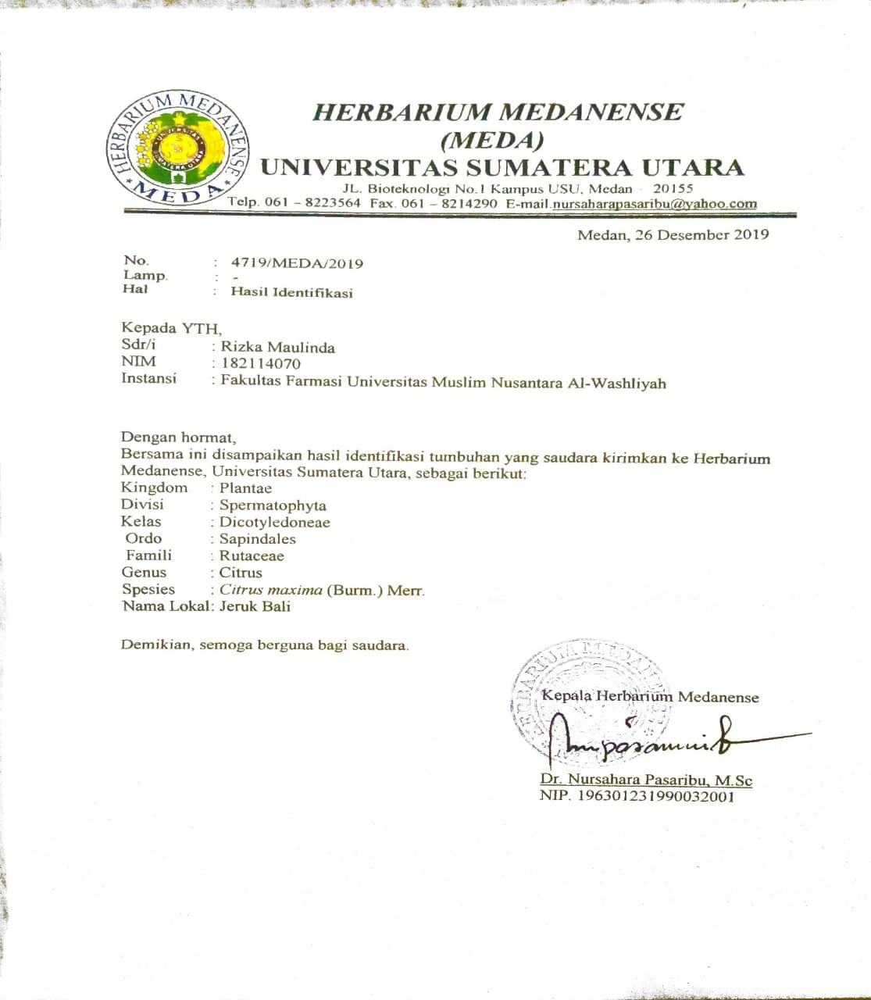 HERBARIUM MEDANENSE
MEDA
UNIVERSITAS SUMATERA UTARA
HERBARIUM MEDANENSE
(MEDA)
UNIVERSITAS SUMATERA UTARA
JL. Bioteknologi No.1 Kampus USU, Medan - 20155
Telp. 061 – 8223564 Fax. 061 – 8214290 E-mail.nursaharapasaribu@yahoo.com
Medan, 26 Desember 2019
No. : 4719/MEDA/2019
Lamp. : -
Hal : Hasil Identifikasi
Kepada YTH,
Sdr/i : Rizka Maulinda
NIM : 182114070
Instansi : Fakultas Farmasi Universitas Muslim Nusantara Al-Washliyah
Dengan hormat,
Bersama ini disampaikan hasil identifikasi tumbuhan yang saudara kirimkan ke Herbarium
Medanense, Universitas Sumatera Utara, sebagai berikut:
Kingdom : Plantae
Divisi : Spermatophyta
Kelas : Dicotyledoneae
Ordo : Sapindales
Famili : Rutaceae
Genus : Citrus
Spesies : Citrus maxima (Burm.) Merr.
Nama Lokal: Jeruk Bali
Demikian, semoga berguna bagi saudara.
HERBARIUM MEDANENSE
Kepala Herbarium Medanense
Dr. Nursahara Pasaribu, M.Sc
NIP. 196301231990032001